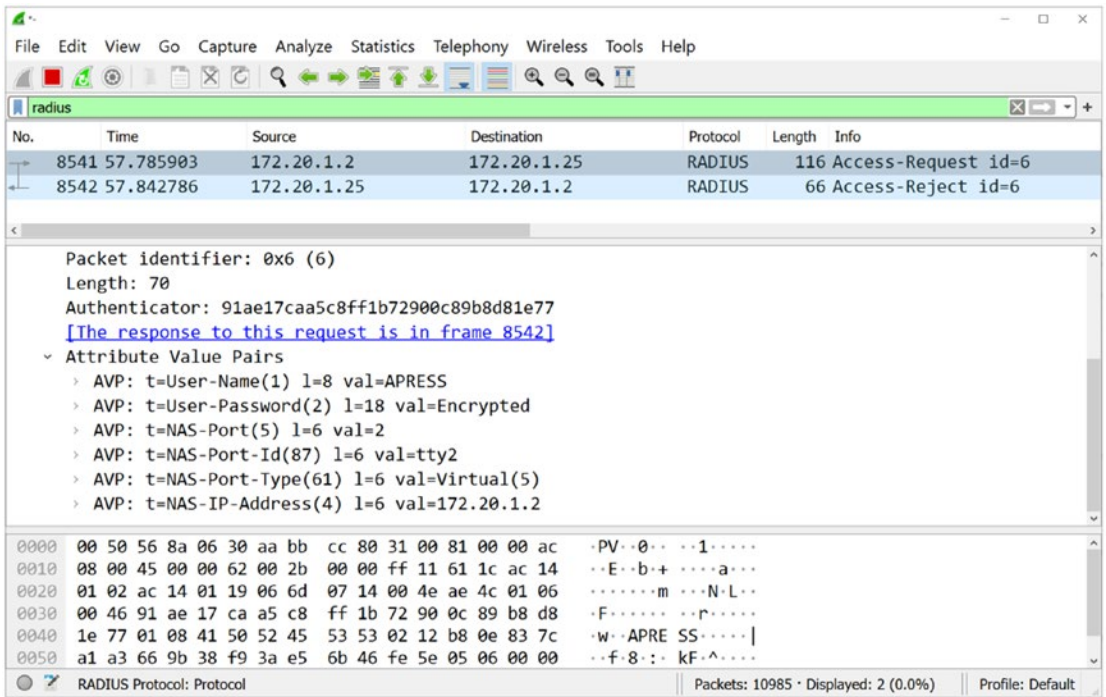 File Edit View Go Capture Analyze Statistics Telephony Wireless Tools Help
radius
No. Time Source Destination Protocol Length Info
8541 57.785903 172.20.1.2 172.20.1.25 RADIUS 116 Access-Request id=6
8542 57.842786 172.20.1.25 172.20.1.2 RADIUS 66 Access-Reject id=6
Packet identifier: 0x6 (6)
Length: 70
Authenticator: 91ae17caa5c8ff1b72900c89b8d81e77
[The response to this request is in frame 8542]
Attribute Value Pairs
AVP: t=User-Name(1) l=8 val=APRESS
AVP: t=User-Password(2) l=18 val=Encrypted
AVP: t=NAS-Port(5) l=6 val=2
AVP: t=NAS-Port-Id(87) l=6 val=tty2
AVP: t=NAS-Port-Type(61) l=6 val=Virtual(5)
AVP: t=NAS-IP-Address(4) l=6 val=172.20.1.2
0000 00 50 56 8a 06 30 aa bb cc 80 31 00 81 00 00 ac ·PV··0·· ··1·····
0010 08 00 45 00 00 62 00 2b 00 00 ff 11 61 1c ac 14 ··E··b·+ ····a···
0020 01 02 ac 14 01 19 06 6d 07 14 00 4e ae 4c 01 06 ·······m ···N·L··
0030 00 46 91 ae 17 ca a5 c8 ff 1b 72 90 0c 89 b8 d8 ·F······ ··r·····
0040 1e 77 01 08 41 50 52 45 53 53 02 12 b8 0e 83 7c ·w··APRE SS·····|
0050 a1 a3 66 9b 38 f9 3a e5 6b 46 fe 5e 05 06 00 00 ··f·8·:· kF·^····
RADIUS Protocol: Protocol Packets: 10985 · Displayed: 2 (0.0%) Profile: Default